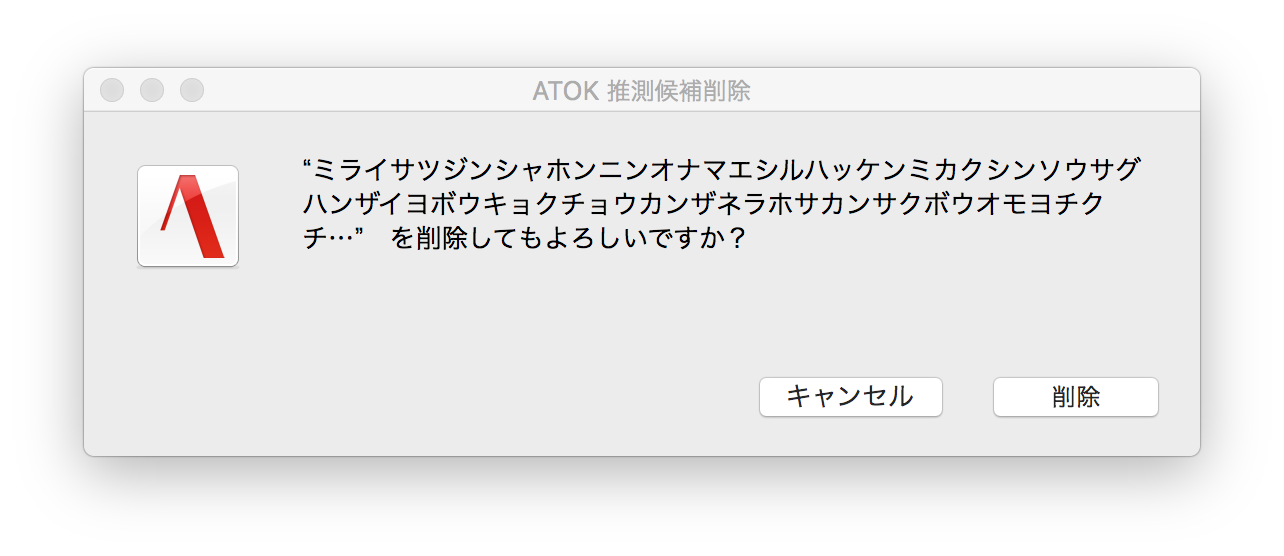 ATOK 推測候補削除
“ミライサツジンシャホンニンオナマエシルハッケンミカクシンソウサグ
ハンザイヨボウキョクチョウカンザネラホサカンサクボウオモヨチク
チ…”　を削除してもよろしいですか？
キャンセル
削除